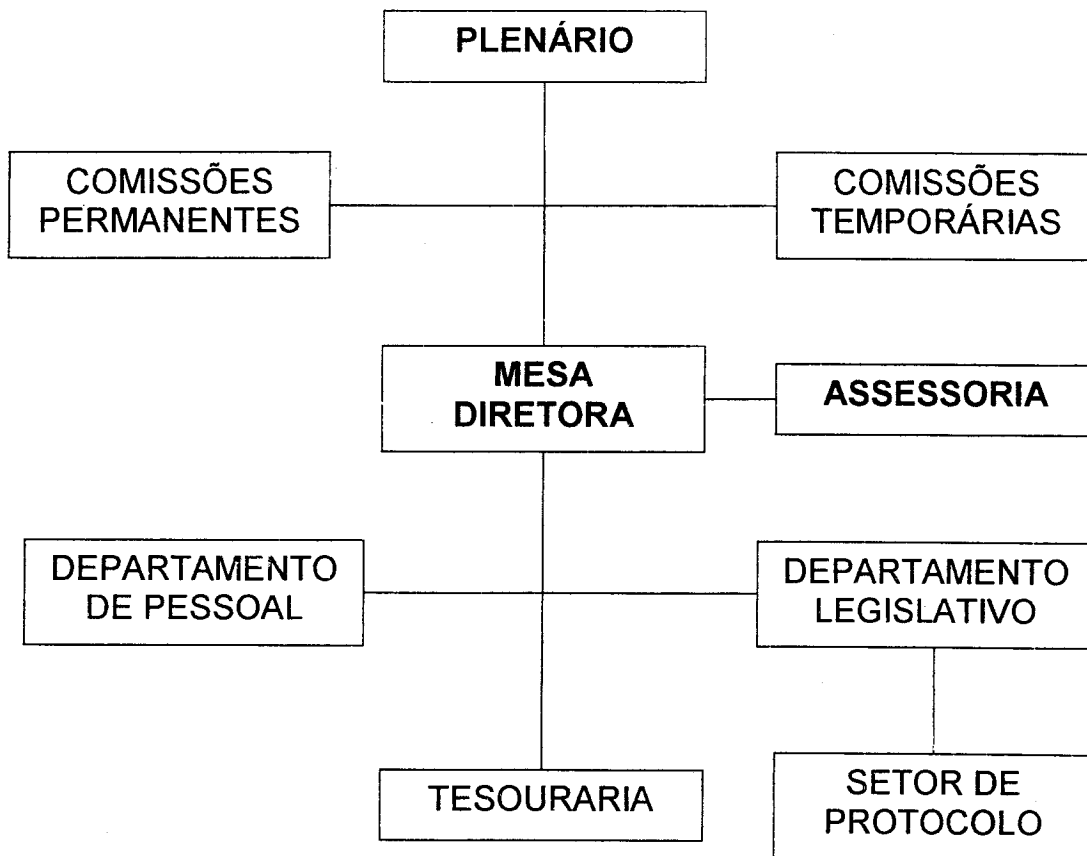 PLENÁRIO
COMISSÕES
PERMANENTES
COMISSÕES
TEMPORÁRIAS
MESA
DIRETORA
ASSESSORIA
DEPARTAMENTO
DE PESSOAL
DEPARTAMENTO
LEGISLATIVO
TESOURARIA
SETOR DE
PROTOCOLO